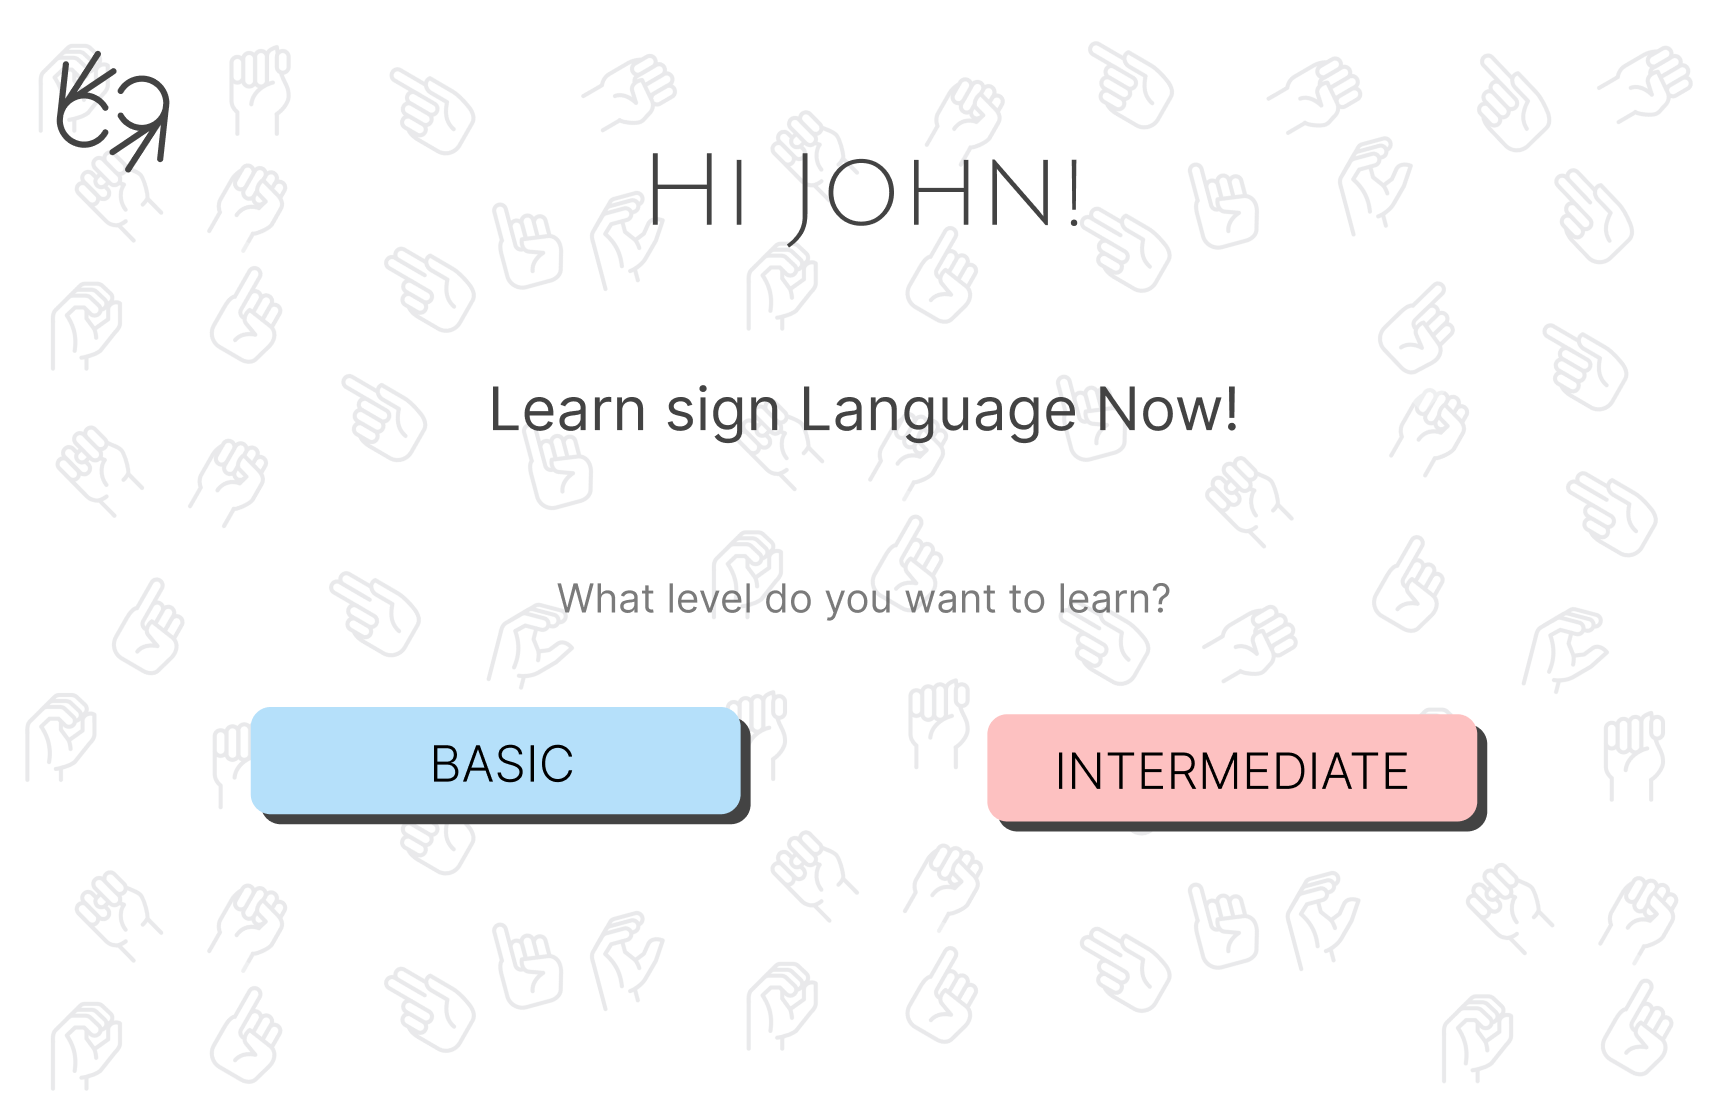 HI JOHN!
Learn sign Language Now!
What level do you want to learn?
BASIC
INTERMEDIATE